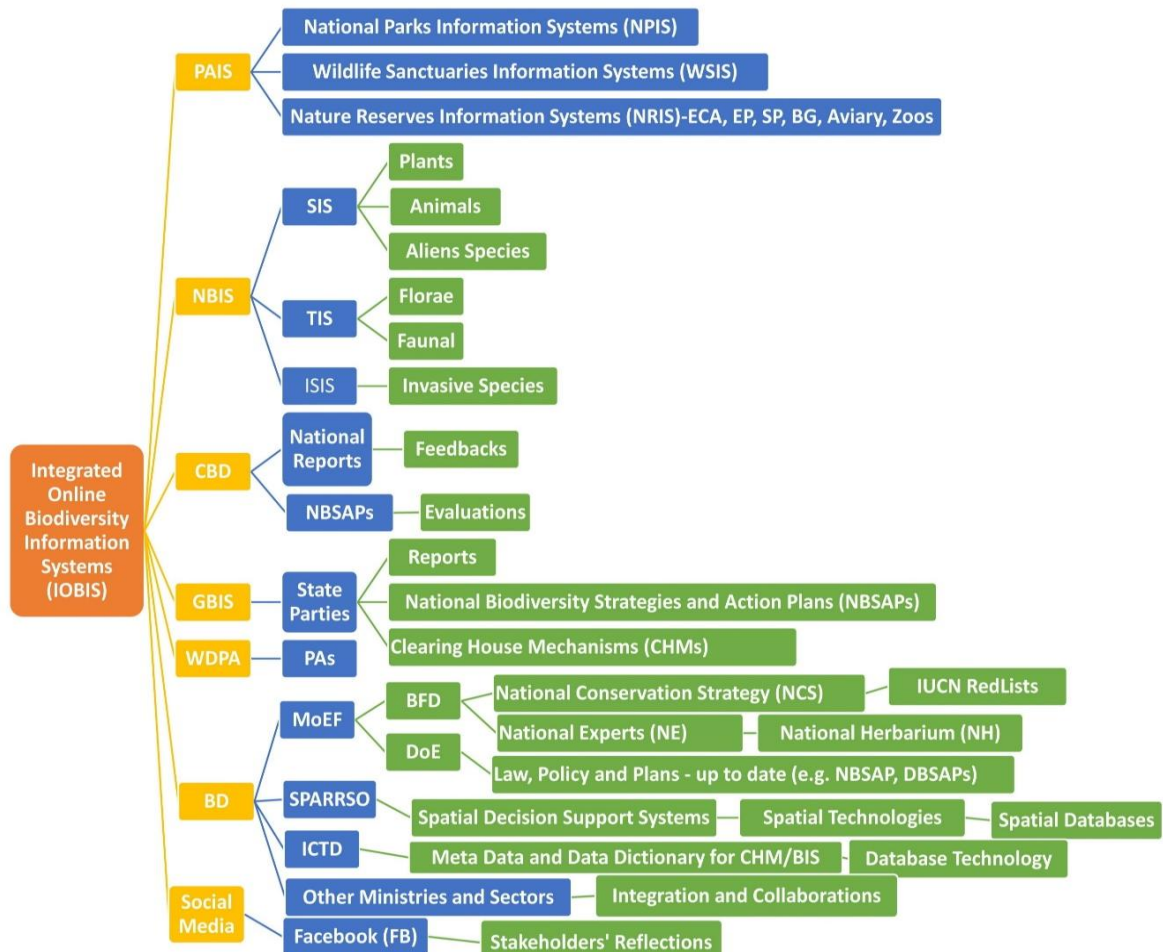 Integrated
Online
Biodiversity
Information
Systems
(IOBIS)
PAIS
National Parks Information Systems (NPIS)
Wildlife Sanctuaries Information Systems (WSIS)
Nature Reserves Information Systems (NRIS)-ECA, EP, SP, BG, Aviary, Zoos
NBIS
SIS
Plants
Animals
Aliens Species
TIS
Florae
Faunal
ISIS
Invasive Species
CBD
National
Reports
Feedbacks
NBSAPs
Evaluations
GBIS
State
Parties
Reports
National Biodiversity Strategies and Action Plans (NBSAPs)
Clearing House Mechanisms (CHMs)
WDPA
PAs
BD
MoEF
BFD
National Conservation Strategy (NCS)
IUCN RedLists
National Experts (NE)
National Herbarium (NH)
DoE
Law, Policy and Plans - up to date (e.g. NBSAP, DBSAPs)
SPARRSO
Spatial Decision Support Systems
Spatial Technologies
Spatial Databases
ICTD
Meta Data and Data Dictionary for CHM/BIS
Database Technology
Other Ministries and Sectors
Integration and Collaborations
Social
Media
Facebook (FB)
Stakeholders' Reflections